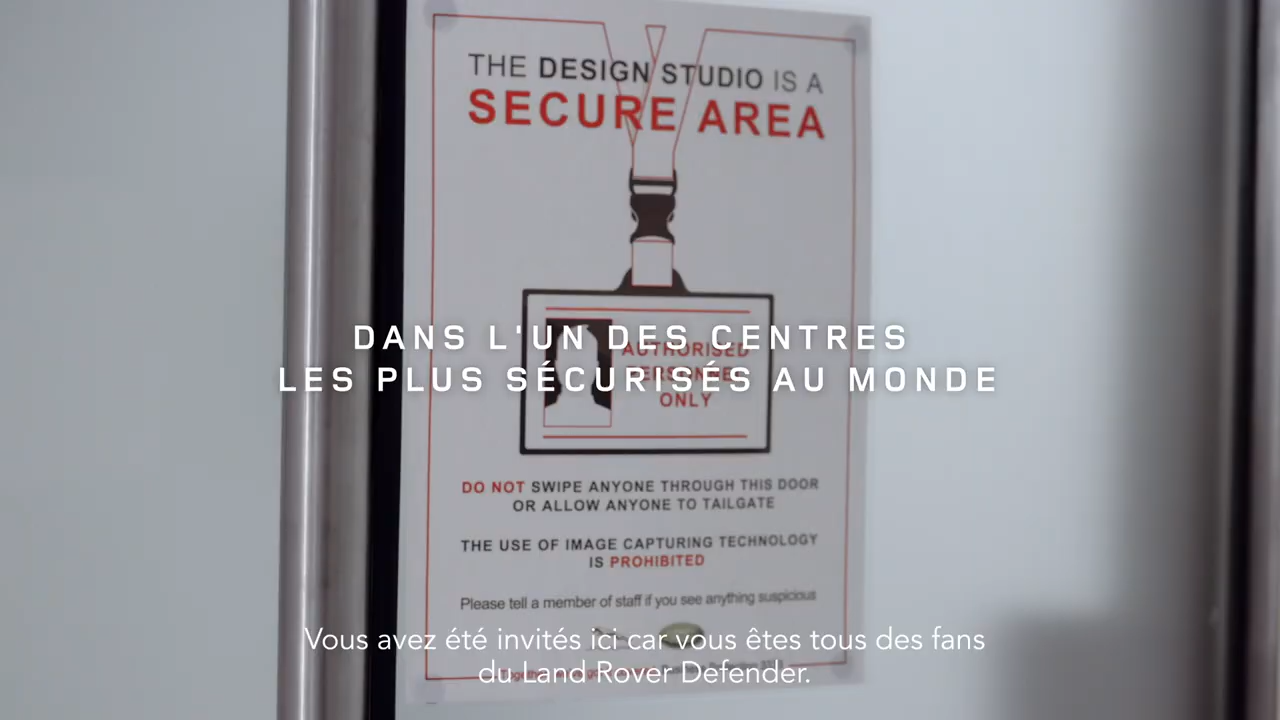 THE DESIGN STUDIO IS A
SECURE AREA
DANS L'UN DES CENTRES
LES PLUS SÉCURISÉS AU MONDE
AUTHORISED
PERSONNEL
ONLY
DO NOT SWIPE ANYONE THROUGH THIS DOOR
OR ALLOW ANYONE TO TAILGATE
THE USE OF IMAGE CAPTURING TECHNOLOGY
IS PROHIBITED
Please tell a member of staff if you see anything suspicious
Vous avez été invités ici car vous êtes tous des fans
du Land Rover Defender.